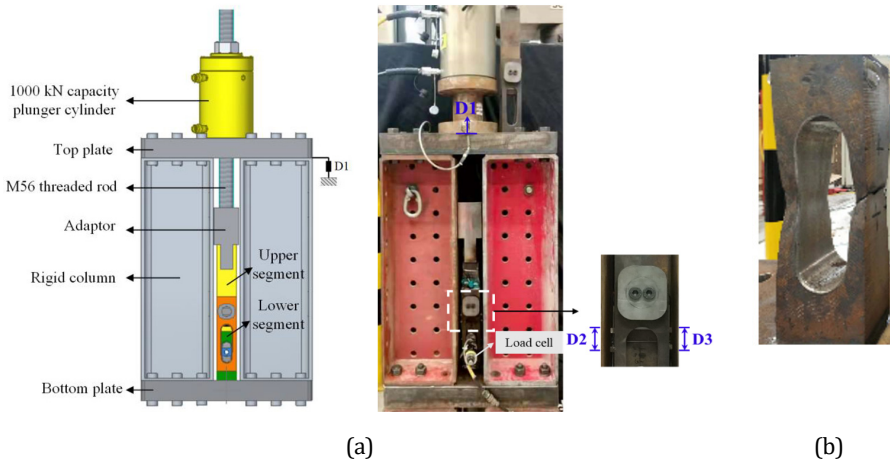 1000 kN capacity
plunger cylinder
Top plate
M56 threaded rod
Adaptor
Rigid column
Bottom plate
Upper
segment
Lower
segment
D1
D1
Load cell
D2
D3
(a)
(b)